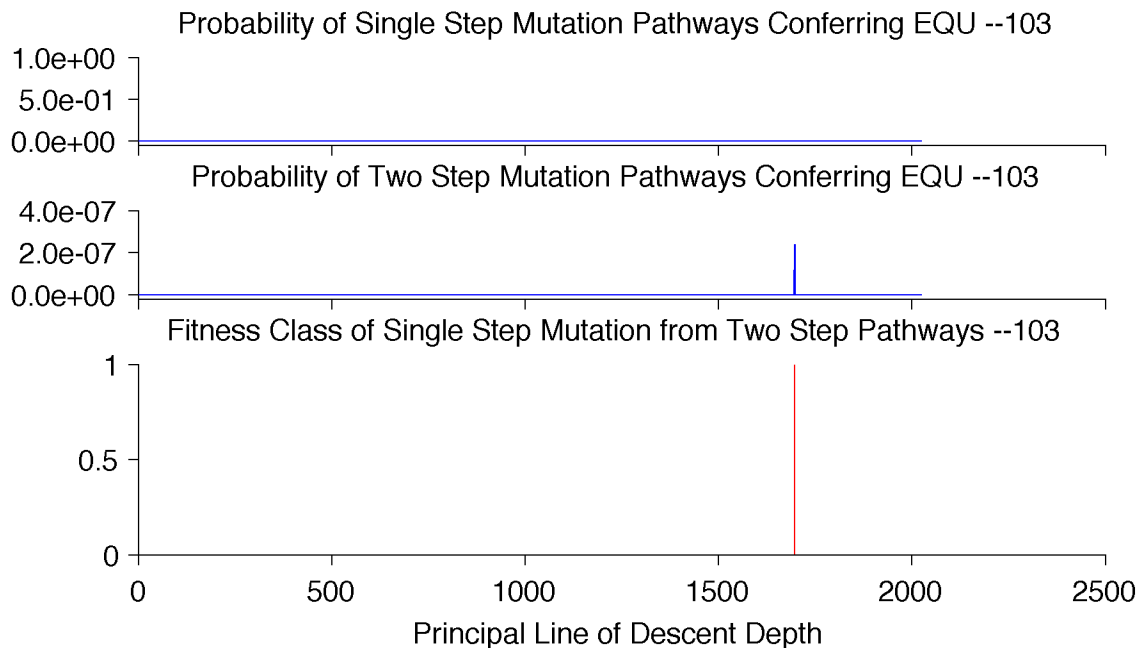 Probability of Single Step Mutation Pathways Conferring EQU --103
1.0e+00
5.0e-01
0.0e+00
Probability of Two Step Mutation Pathways Conferring EQU --103
4.0e-07
2.0e-07
0.0e+00
Fitness Class of Single Step Mutation from Two Step Pathways --103
1
0.5
0
0 500 1000 1500 2000 2500
Principal Line of Descent Depth